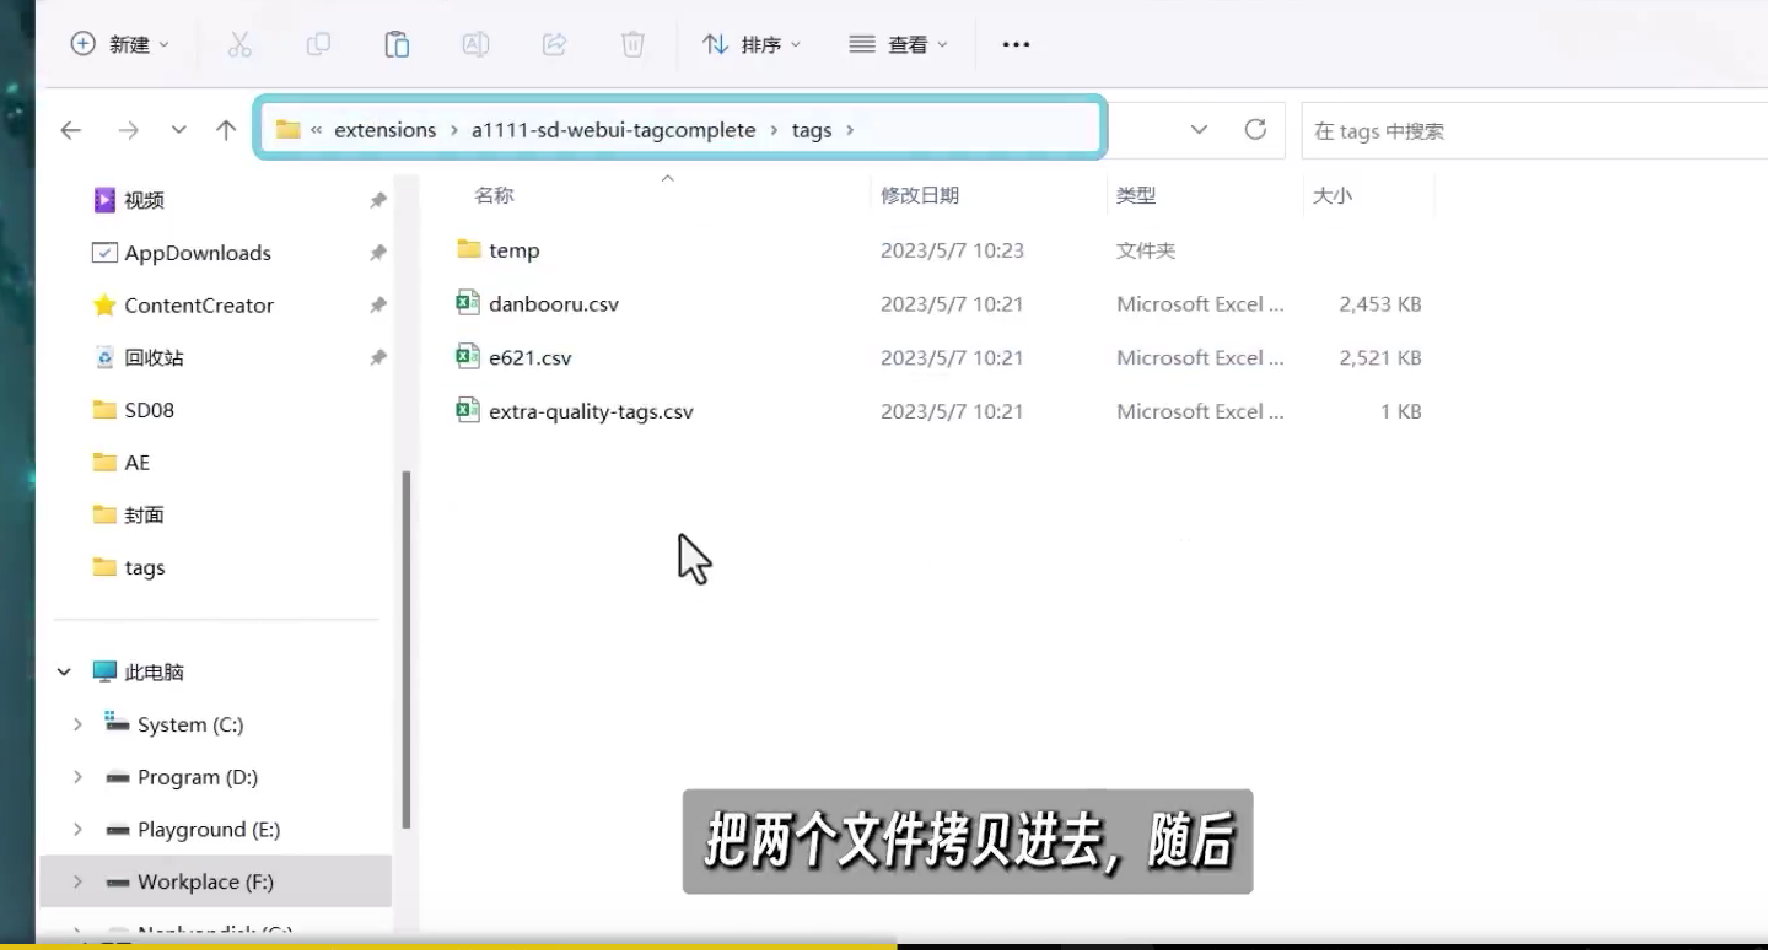 新建
排序
查看
« extensions › a1111-sd-webui-tagcomplete › tags ›
在 tags 中搜索
名称 修改日期 类型 大小
视频
AppDownloads
ContentCreator
回收站
SD08
AE
封面
tags
temp 2023/5/7 10:23 文件夹
danbooru.csv 2023/5/7 10:21 Microsoft Excel ... 2,453 KB
e621.csv 2023/5/7 10:21 Microsoft Excel ... 2,521 KB
extra-quality-tags.csv 2023/5/7 10:21 Microsoft Excel ... 1 KB
此电脑
System (C:)
Program (D:)
Playground (E:)
Workplace (F:)
把两个文件拷贝进去，随后